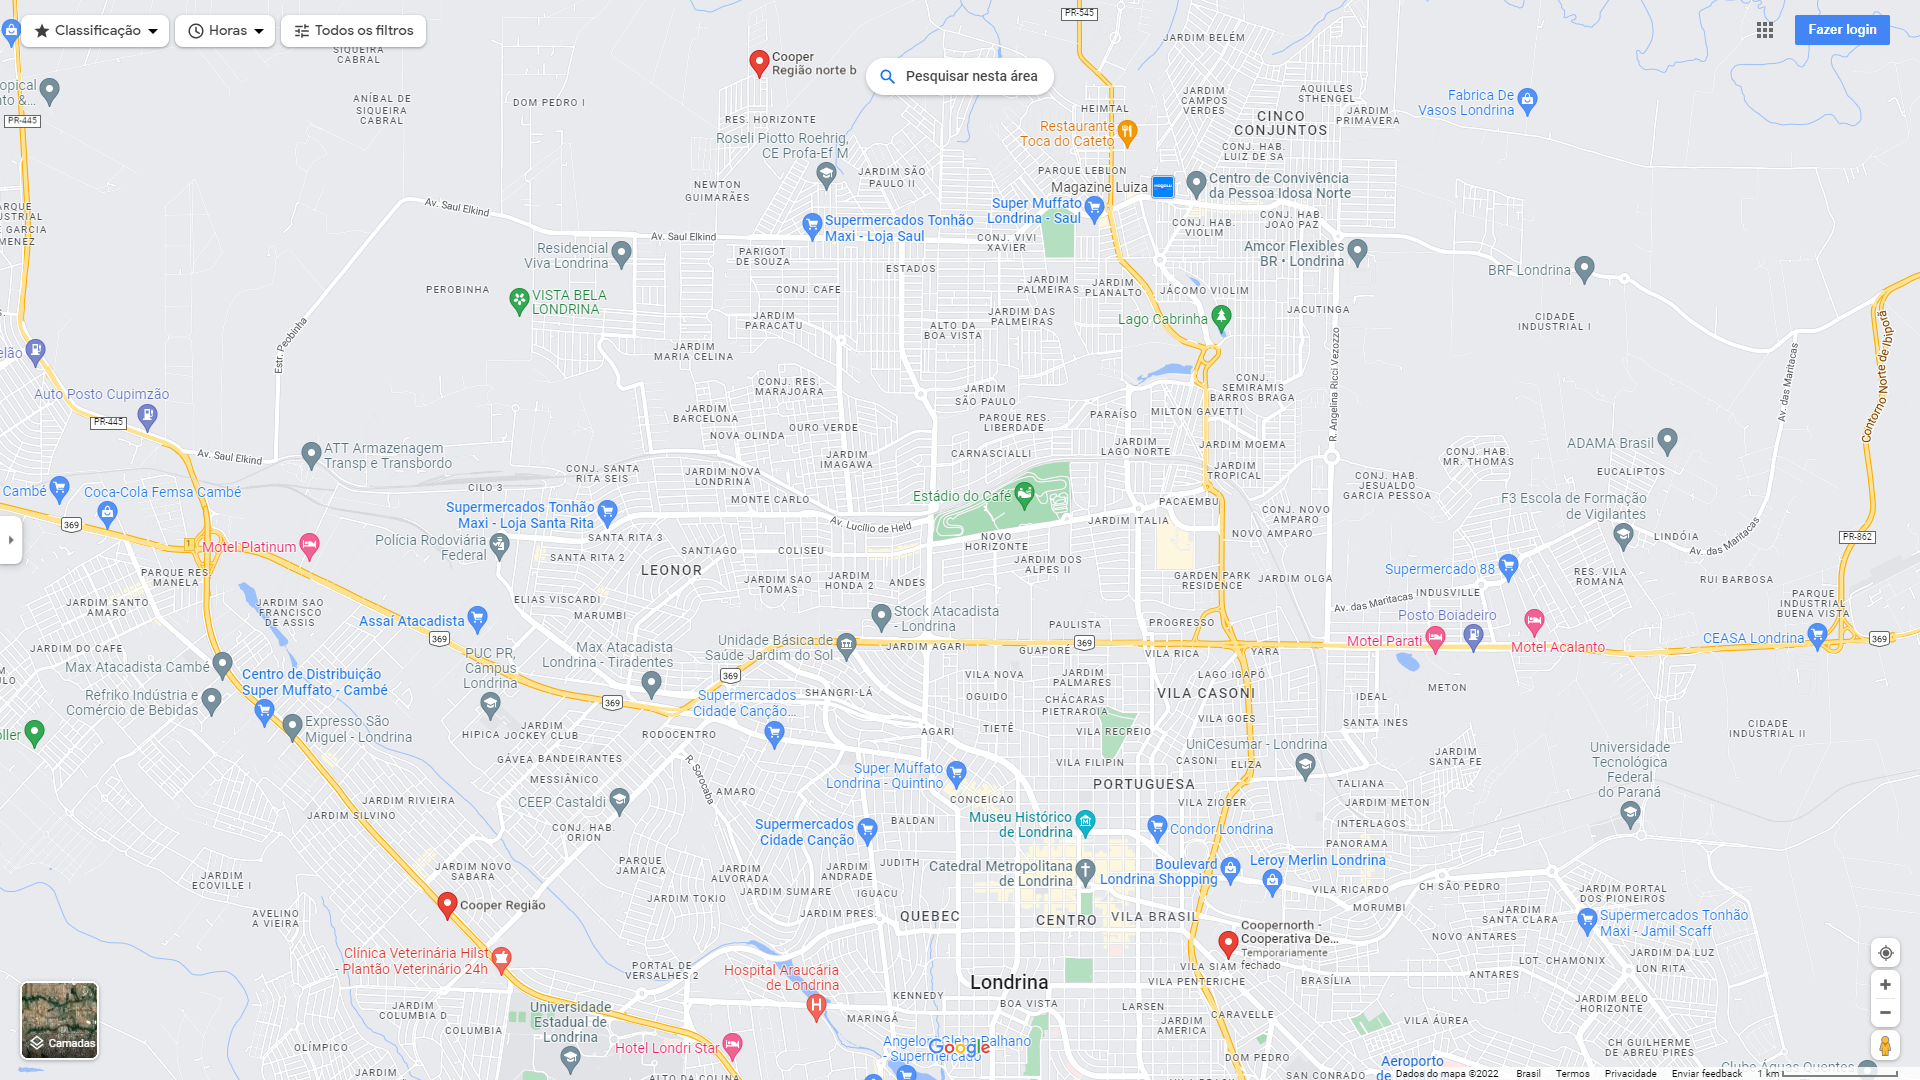 Classificação
Horas
Todos os filtros
SIQUEIRA
CABRAL
Cooper
Região norte b
Pesquisar nesta área
PR-545
JARDIM BELÉM
Fazer login
PR-445
ANÍBAL DE
SIQUEIRA
CABRAL
DOM PEDRO I
RES. HORIZONTE
Roseli Piotto Roehrig,
CE Profa-Ef M
HEIMTAL
Restaurante
Toca do Cateto
JARDIM
CAMPOS
VERDES
CINCO
CONJUNTOS
AQUILLES
STHENGEL
JARDIM
PRIMAVERA
Fabrica De
Vasos Londrina
CONJ. HAB.
LUIZ DE SA
JARDIM SÃO
PAULO II
PARQUE LEBLON
Magazine Luiza
Centro de Convivência
da Pessoa Idosa Norte
NEWTON
GUIMARÃES
Av. Saul Elkind
Supermercados Tonhão
Maxi - Loja Saul
Super Muffato
Londrina - Saul
CONJ. HAB.
VIOLIM
CONJ. HAB.
JOAO PAZ
Residencial
Viva Londrina
Av. Saul Elkind
PARIGOT
DE SOUZA
CONJ. VIVI
XAVIER
Amcor Flexibles
BR • Londrina
BRF Londrina
ESTADOS
PEROBINHA
VISTA BELA
LONDRINA
CONJ. CAFE
JARDIM
PALMEIRAS
JARDIM
PLANALTO
JÁCOMO VIOLIM
JACUTINGA
Lago Cabrinha
JARDIM
PARACATU
ALTO DA
BOA VISTA
JARDIM DAS
PALMEIRAS
CIDADE
INDUSTRIAL I
Estr. Peobinha
JARDIM
MARIA CELINA
CONJ. RES.
MARAJOARA
JARDIM
SÃO PAULO
CONJ.
SEMIRAMIS
BARROS BRAGA
R. Angelina Ricci Vezozzo
Av. das Maritacas
Contorno Norte de Ibiporã
Auto Posto Cupimzão
PR-445
JARDIM
BARCELONA
NOVA OLINDA
OURO VERDE
PARQUE RES.
LIBERDADE
PARAÍSO
MILTON GAVETTI
JARDIM
LAGO NORTE
JARDIM MOEMA
ADAMA Brasil
Av. Saul Elkind
ATT Armazenagem
Transp e Transbordo
JARDIM
IMAGAWA
CARNASCIALLI
CONJ. HAB.
MR. THOMAS
EUCALIPTOS
CONJ. SANTA
RITA SEIS
JARDIM NOVA
LONDRINA
JARDIM
TROPICAL
CONJ. HAB.
JESUALDO
GARCIA PESSOA
Cambé
Coca-Cola Femsa Cambé
CILO 3
MONTE CARLO
Estádio do Café
PACAEMBU
F3 Escola de Formação
de Vigilantes
Supermercados Tonhão
Maxi - Loja Santa Rita
Av. Lucílio de Held
JARDIM ITALIA
CONJ. NOVO
AMPARO
NOVO AMPARO
369
1
Motel Platinum
Polícia Rodoviária
Federal
SANTA RITA 3
SANTA RITA 2
SANTIAGO
COLISEU
NOVO
HORIZONTE
LINDÓIA
Av. das Maritacas
PR-862
LEONOR
PARQUE RES.
MANELA
JARDIM SAO
TOMAS
JARDIM
HONDA 2
ANDES
JARDIM DOS
ALPES II
GARDEN PARK
RESIDENCE
JARDIM OLGA
Supermercado 88
RES. VILA
ROMANA
RUI BARBOSA
INDUSVILLE
Av. das Maritacas
JARDIM SANTO
AMARO
JARDIM SAO
FRANCISCO
DE ASSIS
ELIAS VISCARDI
MARUMBI
Stock Atacadista
- Londrina
PAULISTA
PROGRESSO
Posto Boiadeiro
PARQUE
INDUSTRIAL
BUENA VISTA
Assaí Atacadista
369
Unidade Básica de
Saúde Jardim do Sol
JARDIM AGARI
GUAPORÉ
369
VILA RICA
YARA
Motel Parati
Motel Acalanto
CEASA Londrina
369
JARDIM DO CAFE
Max Atacadista Cambé
PUC PR,
Campus
Londrina
Max Atacadista
Londrina - Tiradentes
369
VILA NOVA
JARDIM
PALMARES
LAGO IGAPÓ
Centro de Distribuição
Super Muffato - Cambé
Refriko Indústria e
Comércio de Bebidas
369
Supermercados
Cidade Canção...
SHANGRI-LÁ
OGUIDO
CHÁCARAS
PIETRAROIA
VILA CASONI
IDEAL
METON
Expresso São
Miguel - Londrina
HIPICA
JARDIM
JOCKEY CLUB
RODOCENTRO
AGARI
TIETÊ
VILA RECREIO
VILA GOES
SANTA INES
CIDADE
INDUSTRIAL II
GÁVEA
BANDEIRANTES
R. Sorocaba
VILA FILIPIN
CASONI
UniCesumar - Londrina
ELIZA
JARDIM
SANTA FE
Universidade
Tecnológica
Federal
do Paraná
MESSIÂNICO
AMARO
Super Muffato
Londrina - Quintino
PORTUGUESA
TALIANA
JARDIM RIVIEIRA
JARDIM SILVINO
CEEP Castaldi
CONCEICAO
VILA ZIOBER
JARDIM METON
CONJ. HAB.
ORION
Supermercados
Cidade Canção
BALDAN
Museu Histórico
de Londrina
Condor Londrina
INTERLAGOS
PANORAMA
JARDIM
ECOVILLE I
JARDIM NOVO
SABARA
PARQUE
JAMAICA
JARDIM
ALVORADA
JARDIM
ANDRADE
JUDITH
Catedral Metropolitana
de Londrina
Boulevard
Londrina Shopping
Leroy Merlin Londrina
JARDIM SUMARE
IGUACU
VILA RICARDO
CH SÃO PEDRO
JARDIM PORTAL
DOS PIONEIROS
Cooper Região
JARDIM TOKIO
JARDIM PRES.
QUEBEC
CENTRO
VILA BRASIL
MORUMBI
JARDIM
SANTA CLARA
Supermercados Tonhão
Maxi - Jamil Scaff
AVELINO
A VIEIRA
Coopernorth -
Cooperativa De...
Temporariamente
fechado
NOVO ANTARES
Clínica Veterinária Hilst
- Plantão Veterinário 24h
PORTAL DE
VERSALHES 2
Hospital Araucária
de Londrina
Londrina
VILA SIAM
VILA PENTERICHE
BRASÍLIA
ANTARES
LOT. CHAMONIX
JARDIM DA LUZ
LON RITA
JARDIM
COLUMBIA D
KENNEDY
BOA VISTA
LARSEN
CARAVELLE
JARDIM BELO
HORIZONTE
Universidade
Estadual de
Londrina
COLUMBIA
MARINGÁ
JARDIM
AMERICA
VILA ÁUREA
OLÍMPICO
Hotel Londri Star
Angeloni Gleba Palhano
- Supermercado
Google
DOM PEDRO
CH GUILHERME
DE ABREU PIRES
Camadas
ALTO DA COLINA
SAN CONRADO
Aeroporto
de
Clube Águas Quentes
Dados do mapa ©2022
Brasil
Termos
Privacidade
Enviar feedback
1 km